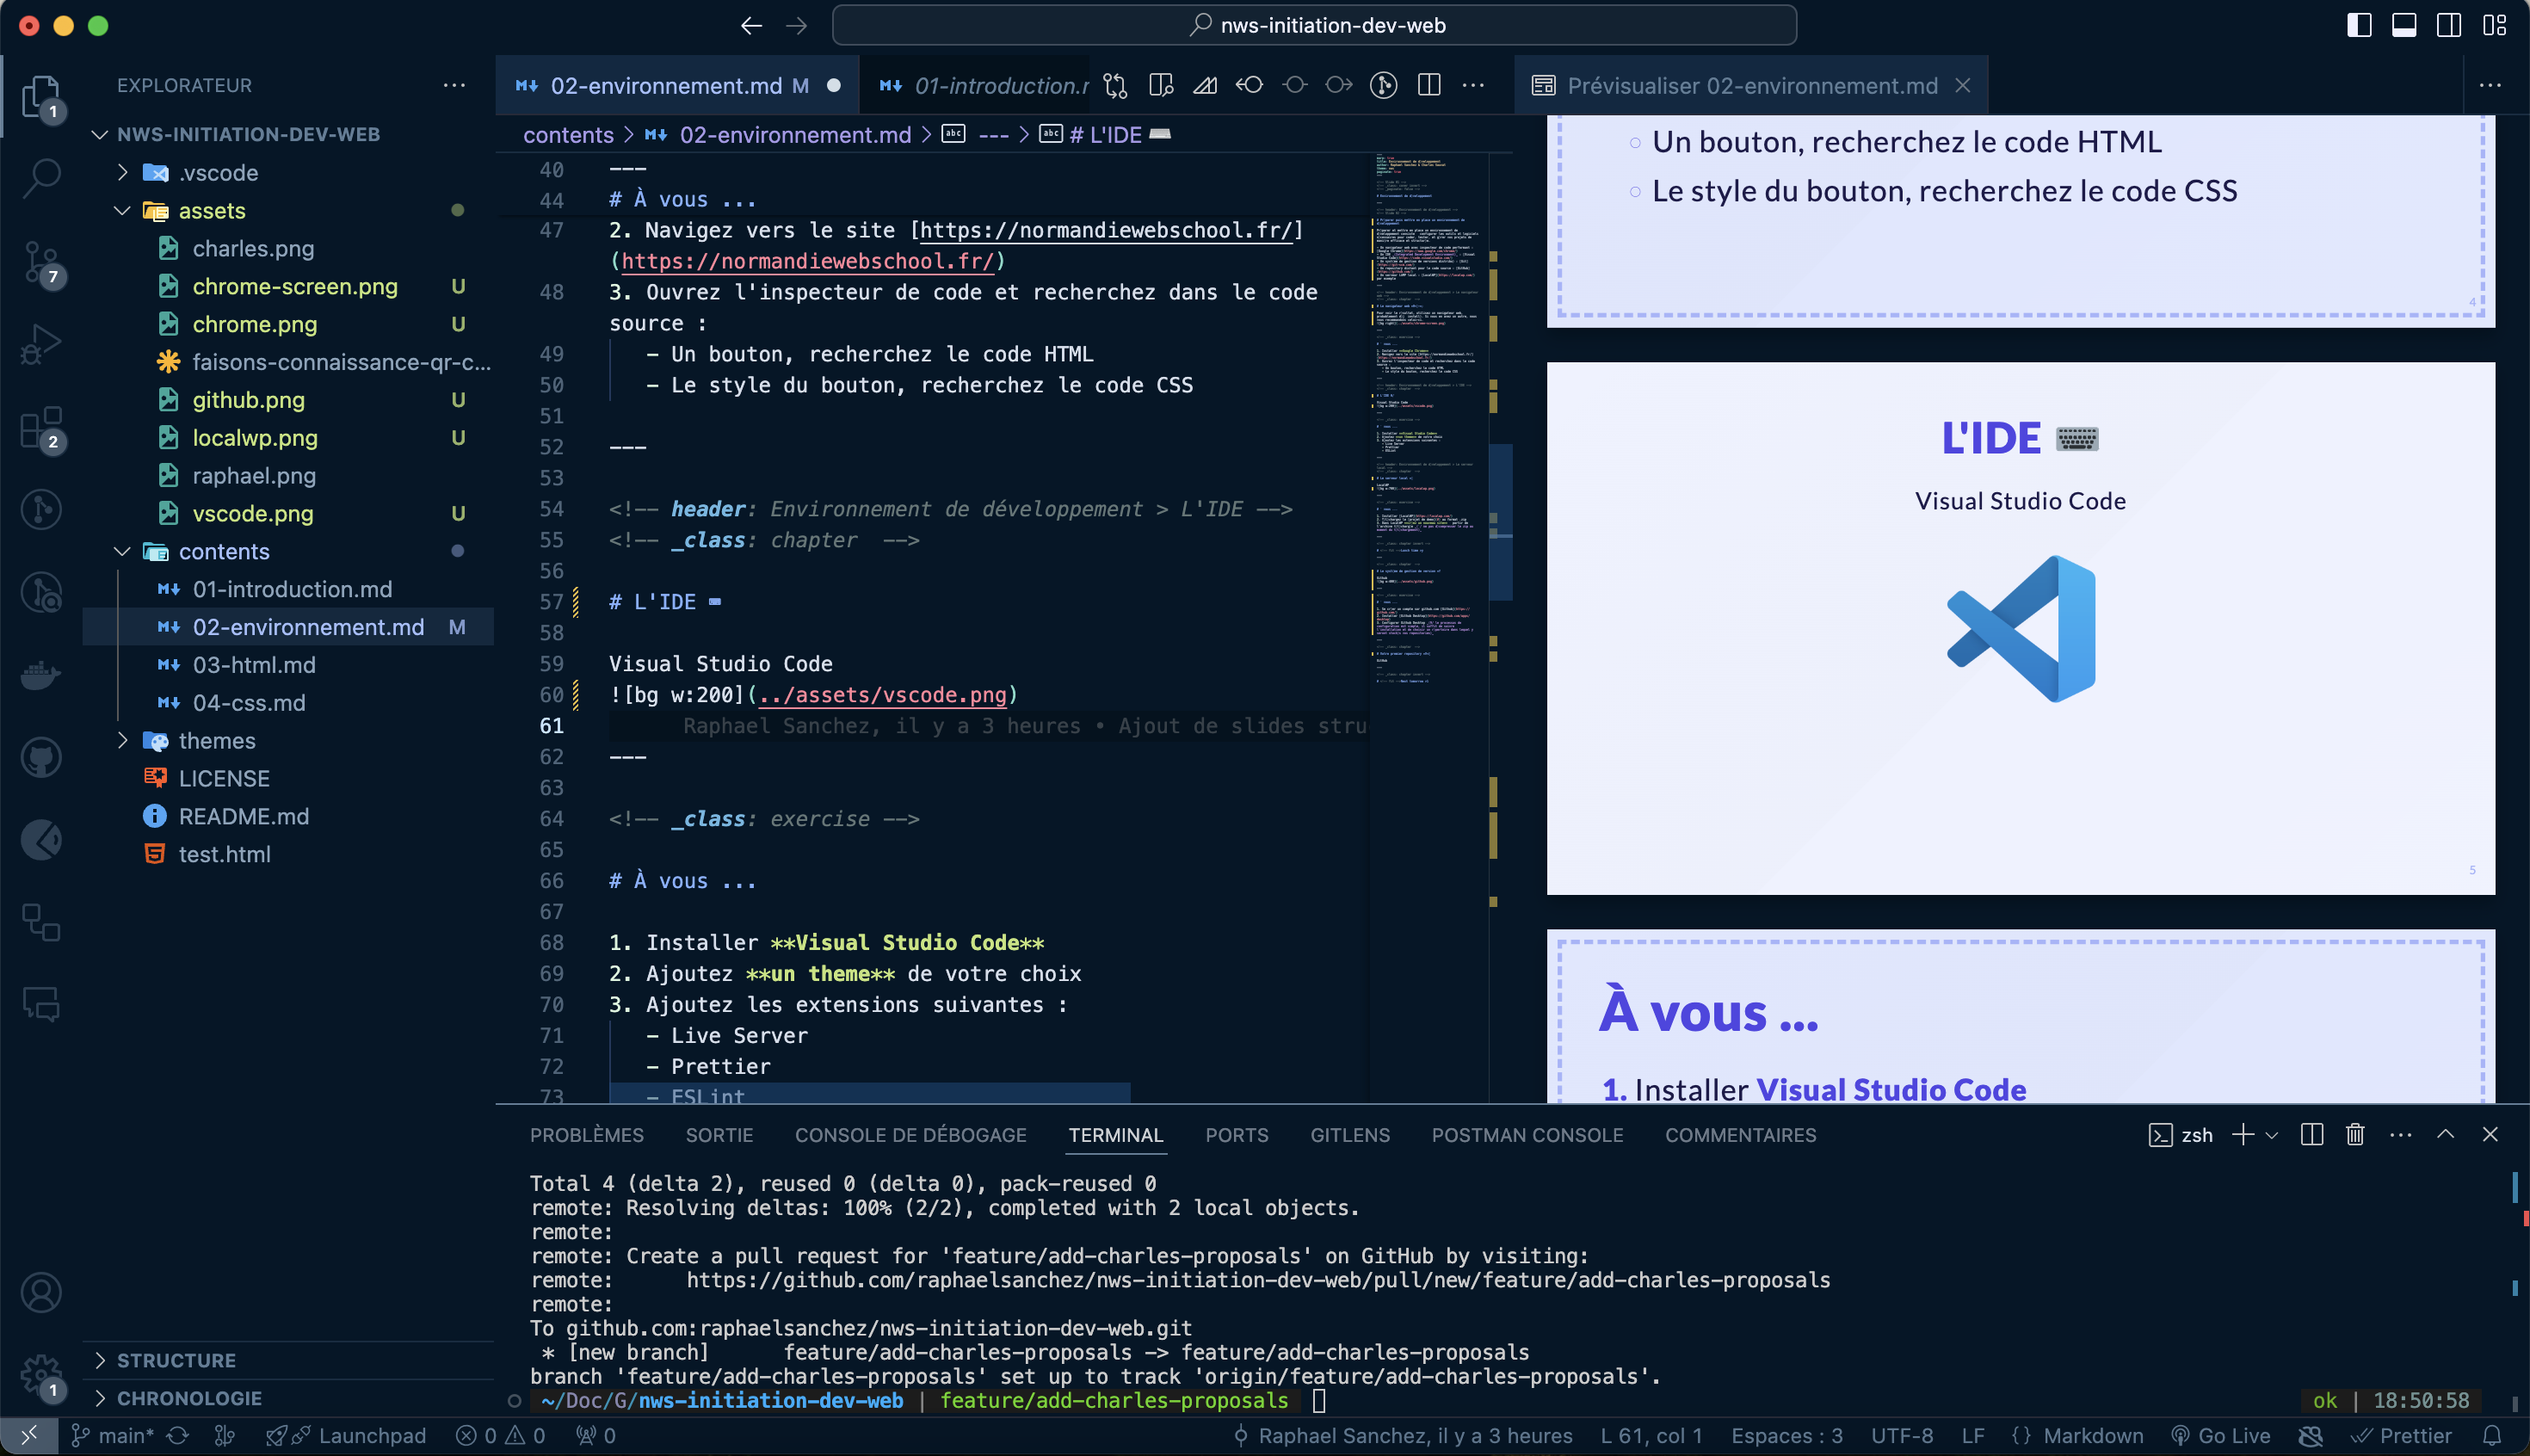 nws-initiation-dev-web
EXPLORATEUR
NWS-INITIATION-DEV-WEB
.vscode
assets
charles.png
chrome-screen.png U
chrome.png U
faisons-connaissance-qr-c...
github.png U
localwp.png U
raphael.png
vscode.png U
contents
01-introduction.md
02-environnement.md M
03-html.md
04-css.md
themes
LICENSE
README.md
test.html
STRUCTURE
CHRONOLOGIE
1
7
2
1
02-environnement.md M
01-introduction.r
contents > 02-environnement.md > --- > # L'IDE ⌨️
40 ---
44 # À vous ...
47 2. Navigez vers le site [https://normandiewebschool.fr/]
(https://normandiewebschool.fr/)
48 3. Ouvrez l'inspecteur de code et recherchez dans le code
source :
49 - Un bouton, recherchez le code HTML
50 - Le style du bouton, recherchez le code CSS
51
52 ---
53
54 <!-- header: Environnement de développement > L'IDE -->
55 <!-- _class: chapter  -->
56
57 # L'IDE ⌨
58
59 Visual Studio Code
60 ![bg w:200](../assets/vscode.png)
61 Raphael Sanchez, il y a 3 heures • Ajout de slides stru
62 ---
63
64 <!-- _class: exercise -->
65
66 # À vous ...
67
68 1. Installer **Visual Studio Code**
69 2. Ajoutez **un theme** de votre choix
70 3. Ajoutez les extensions suivantes :
71 - Live Server
72 - Prettier
73 - ESLint
Prévisualiser 02-environnement.md
Un bouton, recherchez le code HTML
Le style du bouton, recherchez le code CSS
4
L'IDE ⌨️
Visual Studio Code
5
À vous ...
1. Installer Visual Studio Code
PROBLÈMES SORTIE CONSOLE DE DÉBOGAGE TERMINAL PORTS GITLENS POSTMAN CONSOLE COMMENTAIRES
zsh
Total 4 (delta 2), reused 0 (delta 0), pack-reused 0
remote: Resolving deltas: 100% (2/2), completed with 2 local objects.
remote:
remote: Create a pull request for 'feature/add-charles-proposals' on GitHub by visiting:
remote:      https://github.com/raphaelsanchez/nws-initiation-dev-web/pull/new/feature/add-charles-proposals
remote:
To github.com:raphaelsanchez/nws-initiation-dev-web.git
* [new branch]      feature/add-charles-proposals -> feature/add-charles-proposals
branch 'feature/add-charles-proposals' set up to track 'origin/feature/add-charles-proposals'.
~/Doc/G/nws-initiation-dev-web | feature/add-charles-proposals
ok | 18:50:58
main* Launchpad 0 0 0 Raphael Sanchez, il y a 3 heures L 61, col 1 Espaces : 3 UTF-8 LF {} Markdown Go Live Prettier